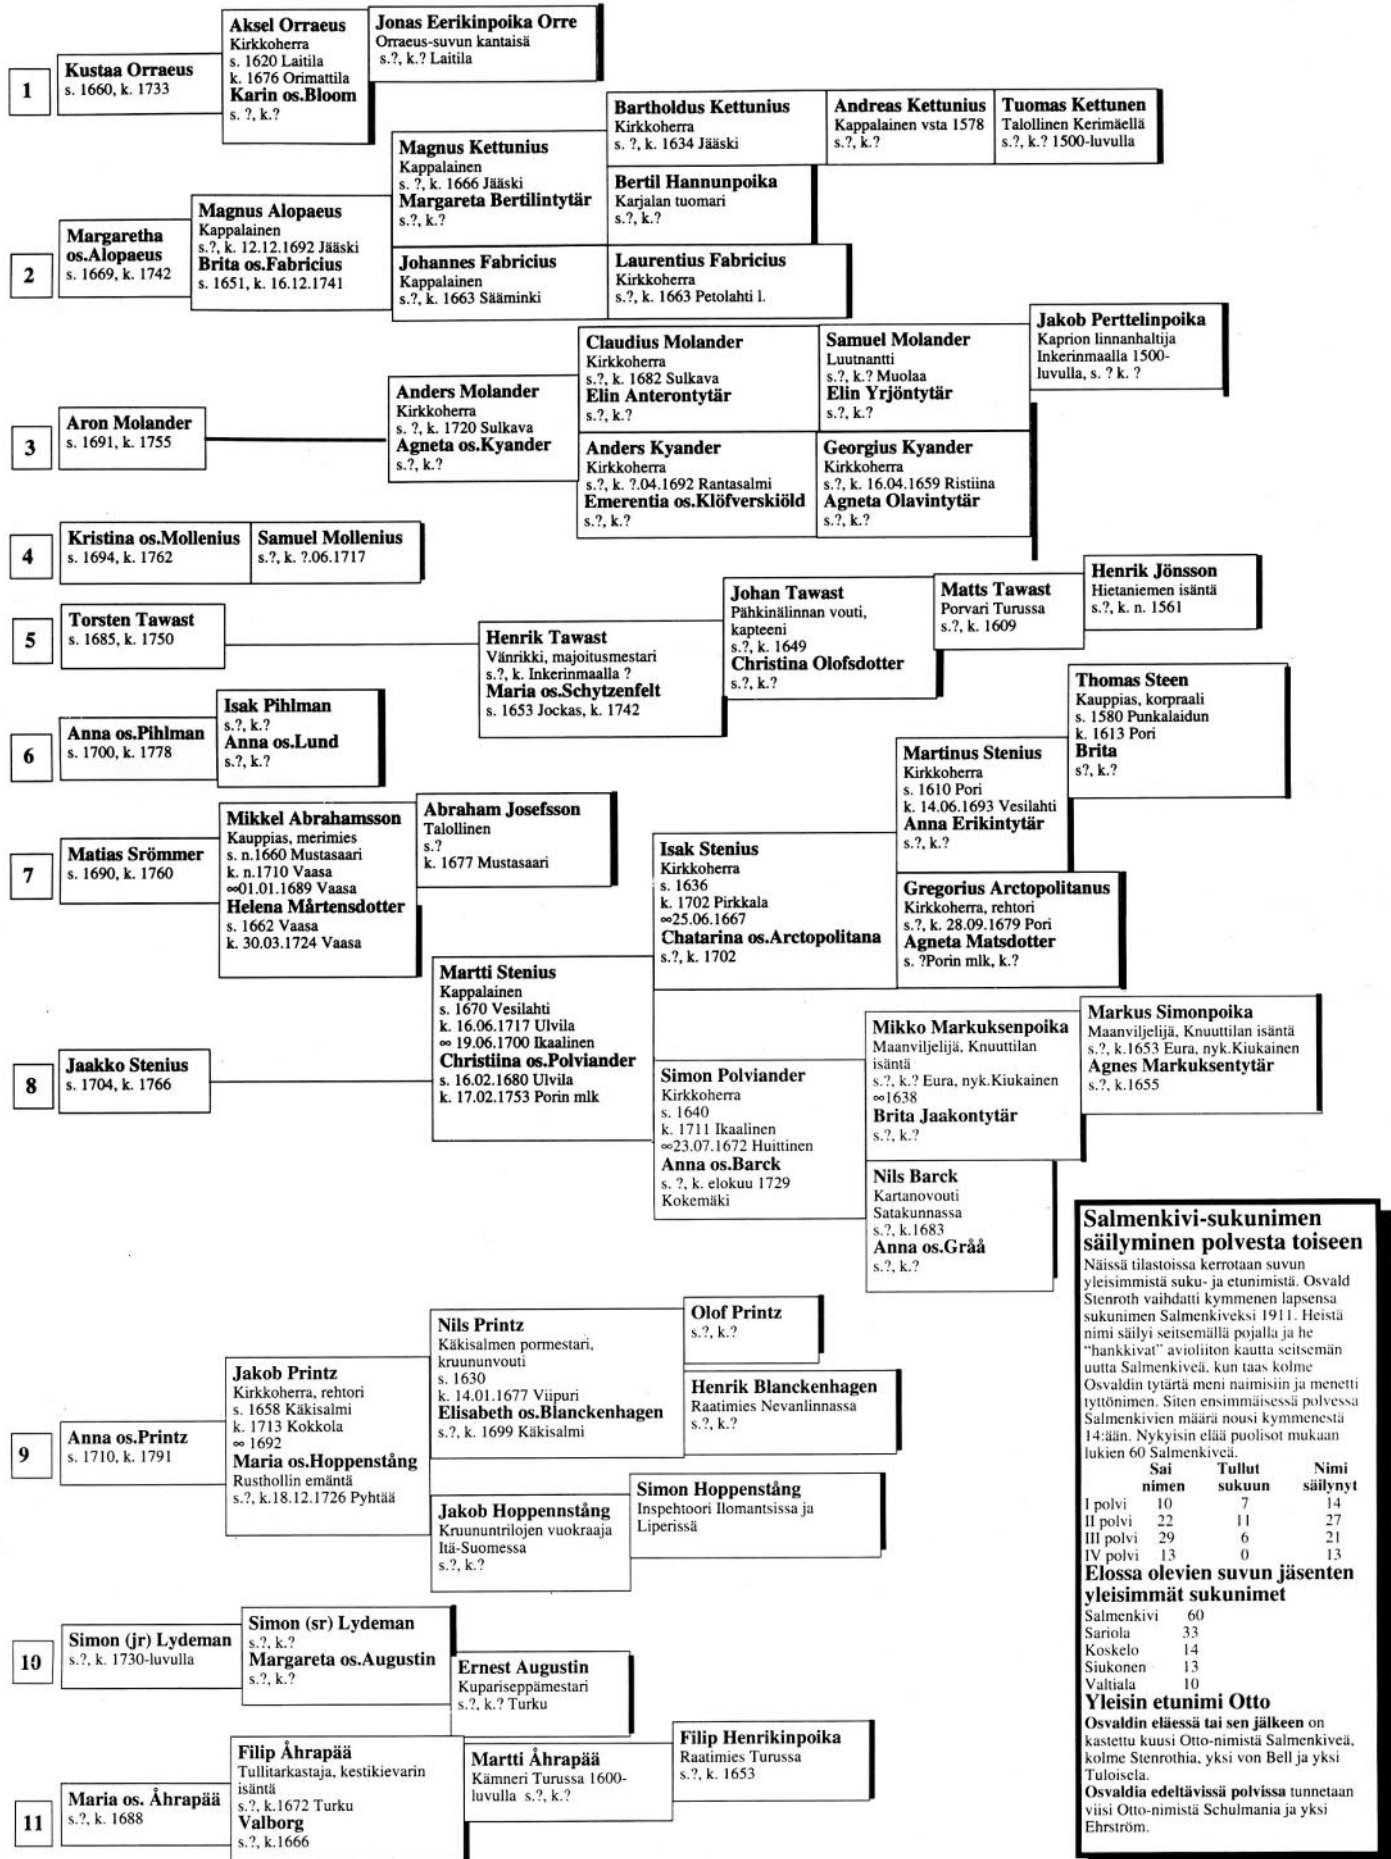 1
Kustaa Orraeus
s. 1660, k. 1733
Aksel Orraeus
Kirkkoherra
s. 1620 Laitila
k. 1676 Orimattila
Karin os.Bloom
s. ?, k.?
Jonas Eerikinpoika Orre
Orraeus-suvun kantaisä
s.?, k.? Laitila
2
Margaretha
os.Alopaeus
s. 1669, k. 1742
Magnus Alopaeus
Kappalainen
s.?, k. 12.12.1692 Jääski
Brita os.Fabricius
s. 1651, k. 16.12.1741
Magnus Kettunius
Kappalainen
s. ?, k. 1666 Jääski
Margareta Bertilintytär
s.?, k.?
Bartholdus Kettunius
Kirkkoherra
s. ?, k. 1634 Jääski
Andreas Kettunius
Kappalainen vsta 1578
s.?, k.?
Tuomas Kettunen
Talollinen Kerimäellä
s.?, k.? 1500-luvulla
Bertil Hannunpoika
Karjalan tuomari
s.?, k.?
Johannes Fabricius
Kappalainen
s.?, k. 1663 Sääminki
Laurentius Fabricius
Kirkkoherra
s.?, k. 1663 Petolahti l.
3
Aron Molander
s. 1691, k. 1755
Anders Molander
Kirkkoherra
s. ?, k. 1720 Sulkava
Agneta os.Kyander
s.?, k.?
Claudius Molander
Kirkkoherra
s.?, k. 1682 Sulkava
Elin Anterontytär
s.?, k.?
Samuel Molander
Luutnantti
s.?, k.? Muolaa
Elin Yrjöntytär
s.?, k.?
Jakob Perttelinpoika
Kaprion linnanhaltija
Inkerinmaalla 1500-
luvulla, s. ? k. ?
Anders Kyander
Kirkkoherra
s.?, k. ?.04.1692 Rantasalmi
Emerentia os.Klöfverskiöld
s.?, k.?
Georgius Kyander
Kirkkoherra
s.?, k. 16.04.1659 Ristiina
Agneta Olavintytär
s.?, k.?
4
Kristina os.Mollenius
s. 1694, k. 1762
Samuel Mollenius
s.?, k. ?.06.1717
5
Torsten Tawast
s. 1685, k. 1750
Henrik Tawast
Vänrikki, majoitusmestari
s.?, k. Inkerinmaalla ?
Maria os.Schytzenfelt
s. 1653 Jockas, k. 1742
Johan Tawast
Pähkinälinnan vouti,
kapteeni
s.?, k. 1649
Christina Olofsdotter
s.?, k.?
Matts Tawast
Porvari Turussa
s.?, k. 1609
Henrik Jönsson
Hietaniemen isäntä
s.?, k. n. 1561
6
Anna os.Pihlman
s. 1700, k. 1778
Isak Pihlman
s.?, k.?
Anna os.Lund
s.?, k.?
7
Matias Srömmer
s. 1690, k. 1760
Mikkel Abrahamsson
Kauppias, merimies
s. n.1660 Mustasaari
k. n.1710 Vaasa
∞01.01.1689 Vaasa
Helena Mårtensdotter
s. 1662 Vaasa
k. 30.03.1724 Vaasa
Abraham Josefsson
Talollinen
s.?
k. 1677 Mustasaari
8
Jaakko Stenius
s. 1704, k. 1766
Martti Stenius
Kappalainen
s. 1670 Vesilahti
k. 16.06.1717 Ulvila
∞ 19.06.1700 Ikaalinen
Christiina os.Polviander
s. 16.02.1680 Ulvila
k. 17.02.1753 Porin mlk
Isak Stenius
Kirkkoherra
s. 1636
k. 1702 Pirkkala
∞25.06.1667
Chatarina os.Arctopolitana
s.?, k. 1702
Martinus Stenius
Kirkkoherra
s. 1610 Pori
k. 14.06.1693 Vesilahti
Anna Erikintytär
s.?, k.?
Thomas Steen
Kauppias, korpraali
s. 1580 Punkalaidun
k. 1613 Pori
Brita
s?, k.?
Gregorius Arctopolitanus
Kirkkoherra, rehtori
s.?, k. 28.09.1679 Pori
Agneta Matsdotter
s. ?Porin mlk, k.?
Simon Polviander
Kirkkoherra
s. 1640
k. 1711 Ikaalinen
∞23.07.1672 Huittinen
Anna os.Barck
s. ?, k. elokuu 1729
Kokemäki
Mikko Markuksenpoika
Maanviljelijä, Knuuttilan
isäntä
s.?, k.? Eura, nyk.Kiukainen
∞1638
Brita Jaakontytär
s.?, k.?
Markus Simonpoika
Maanviljelijä, Knuuttilan isäntä
s.?, k.1653 Eura, nyk.Kiukainen
Agnes Markuksentytär
s.?, k.1655
Nils Barck
Kartanovouti
Satakunnassa
s.?, k.1683
Anna os.Gråå
s.?, k.?
9
Anna os.Printz
s. 1710, k. 1791
Jakob Printz
Kirkkoherra, rehtori
s. 1658 Käkisalmi
k. 1713 Kokkola
∞ 1692
Maria os.Hoppenstång
Rusthollin emäntä
s.?, k.18.12.1726 Pyhtää
Nils Printz
Käkisalmen pormestari,
kruununvouti
s. 1630
k. 14.01.1677 Viipuri
Elisabeth os.Blanckenhagen
s.?, k. 1699 Käkisalmi
Olof Printz
s.?, k.?
Henrik Blanckenhagen
Raatimies Nevanlinnassa
s.?, k.?
Jakob Hoppennstång
Kruununtrilojen vuokraaja
Itä-Suomessa
s.?, k.?
Simon Hoppenstång
Inspehtoori Ilomantsissa ja
Liperissä
10
Simon (jr) Lydeman
s.?, k. 1730-luvulla
Simon (sr) Lydeman
s.?, k.?
Margareta os.Augustin
s.?, k.?
Ernest Augustin
Kupariseppämestari
s.?, k.? Turku
11
Maria os. Åhrapää
s.?, k. 1688
Filip Åhrapää
Tullitarkastaja, kestikievarin
isäntä
s.?, k.1672 Turku
Valborg
s.?, k.1666
Martti Åhrapää
Kämneri Turussa 1600-
luvulla s.?, k.?
Filip Henrikinpoika
Raatimies Turussa
s.?, k. 1653
Salmenkivi-sukunimen
säilyminen polvesta toiseen
Näissä tilastoissa kerrotaan suvun
yleisimmistä suku- ja etunimistä. Osvald
Stenroth vaihdatti kymmenen lapsensa
sukunimen Salmenkiveksi 1911. Heistä
nimi säilyi seitsemällä pojalla ja he
"hankkivat" avioliiton kautta seitsemän
uutta Salmenkiveä, kun taas kolme
Osvaldin tytärtä meni naimisiin ja menetti
tyttönimen. Siten ensimmäisessä polvessa
Salmenkivien määrä nousi kymmenestä
14:ään. Nykyisin elää puolisot mukaan
lukien 60 Salmenkiveä.
Sai Tullut Nimi
nimen sukuun säilynyt
I polvi 10 7 14
II polvi 22 11 27
III polvi 29 6 21
IV polvi 13 0 13
Elossa olevien suvun jäsenten
yleisimmät sukunimet
Salmenkivi 60
Sariola 33
Koskelo 14
Siukonen 13
Valtiala 10
Yleisin etunimi Otto
Osvaldin eläessä tai sen jälkeen on
kastettu kuusi Otto-nimistä Salmenkiveä,
kolme Stenrothia, yksi von Bell ja yksi
Tuloisela.
Osvaldia edeltävissä polvissa tunnetaan
viisi Otto-nimistä Schulmania ja yksi
Ehrström.